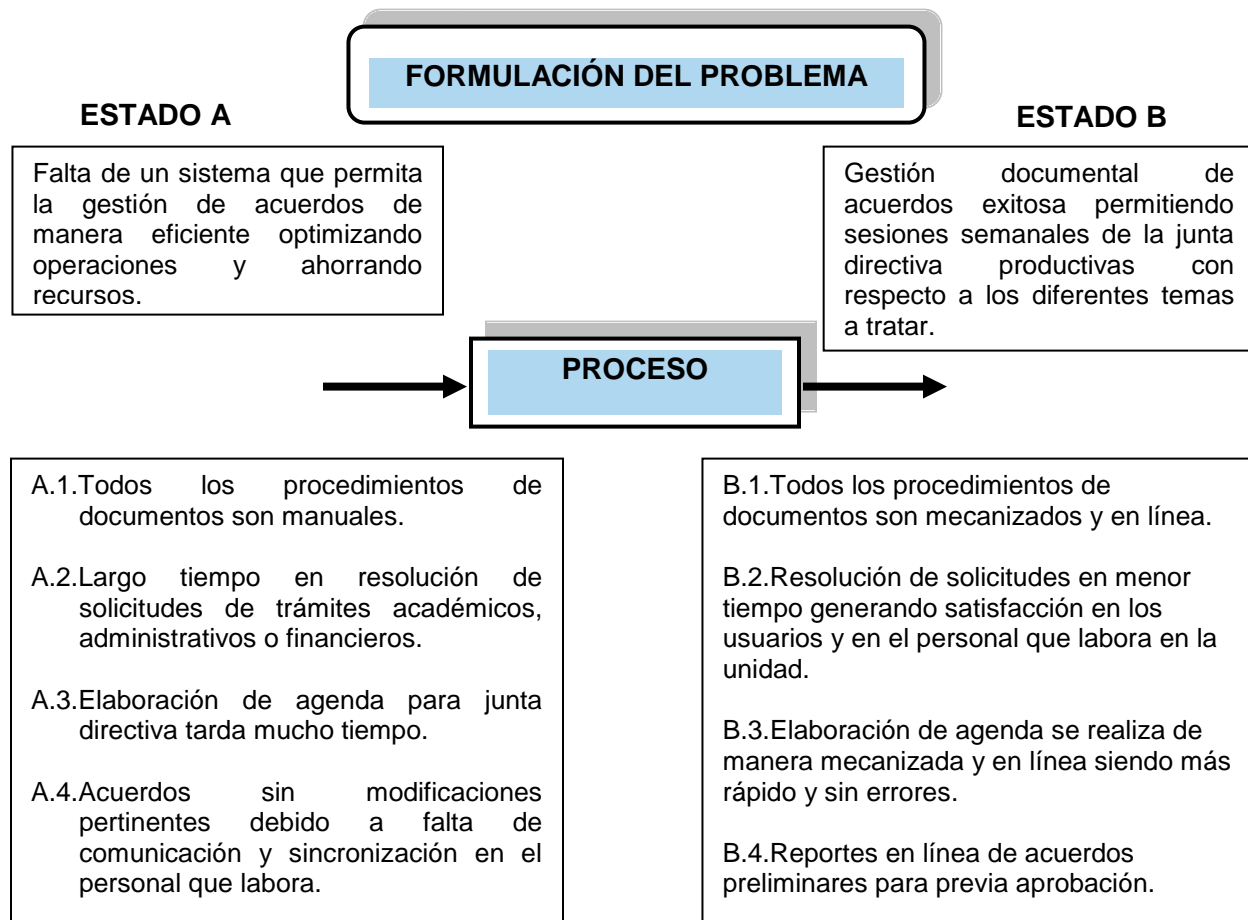 FORMULACIÓN DEL PROBLEMA
ESTADO A
ESTADO B
Falta de un sistema que permita
la gestión de acuerdos de
manera eficiente optimizando
operaciones y ahorrando
recursos.
Gestión documental de
acuerdos exitosa permitiendo
sesiones semanales de la junta
directiva productivas con
respecto a los diferentes temas
a tratar.
PROCESO
A.1.Todos los procedimientos de
documentos son manuales.
A.2.Largo tiempo en resolución de
solicitudes de trámites académicos,
administrativos o financieros.
A.3.Elaboración de agenda para junta
directiva tarda mucho tiempo.
A.4.Acuerdos sin modificaciones
pertinentes debido a falta de
comunicación y sincronización en el
personal que labora.
B.1.Todos los procedimientos de
documentos son mecanizados y en línea.
B.2.Resolución de solicitudes en menor
tiempo generando satisfacción en los
usuarios y en el personal que labora en la
unidad.
B.3.Elaboración de agenda se realiza de
manera mecanizada y en línea siendo más
rápido y sin errores.
B.4.Reportes en línea de acuerdos
preliminares para previa aprobación.